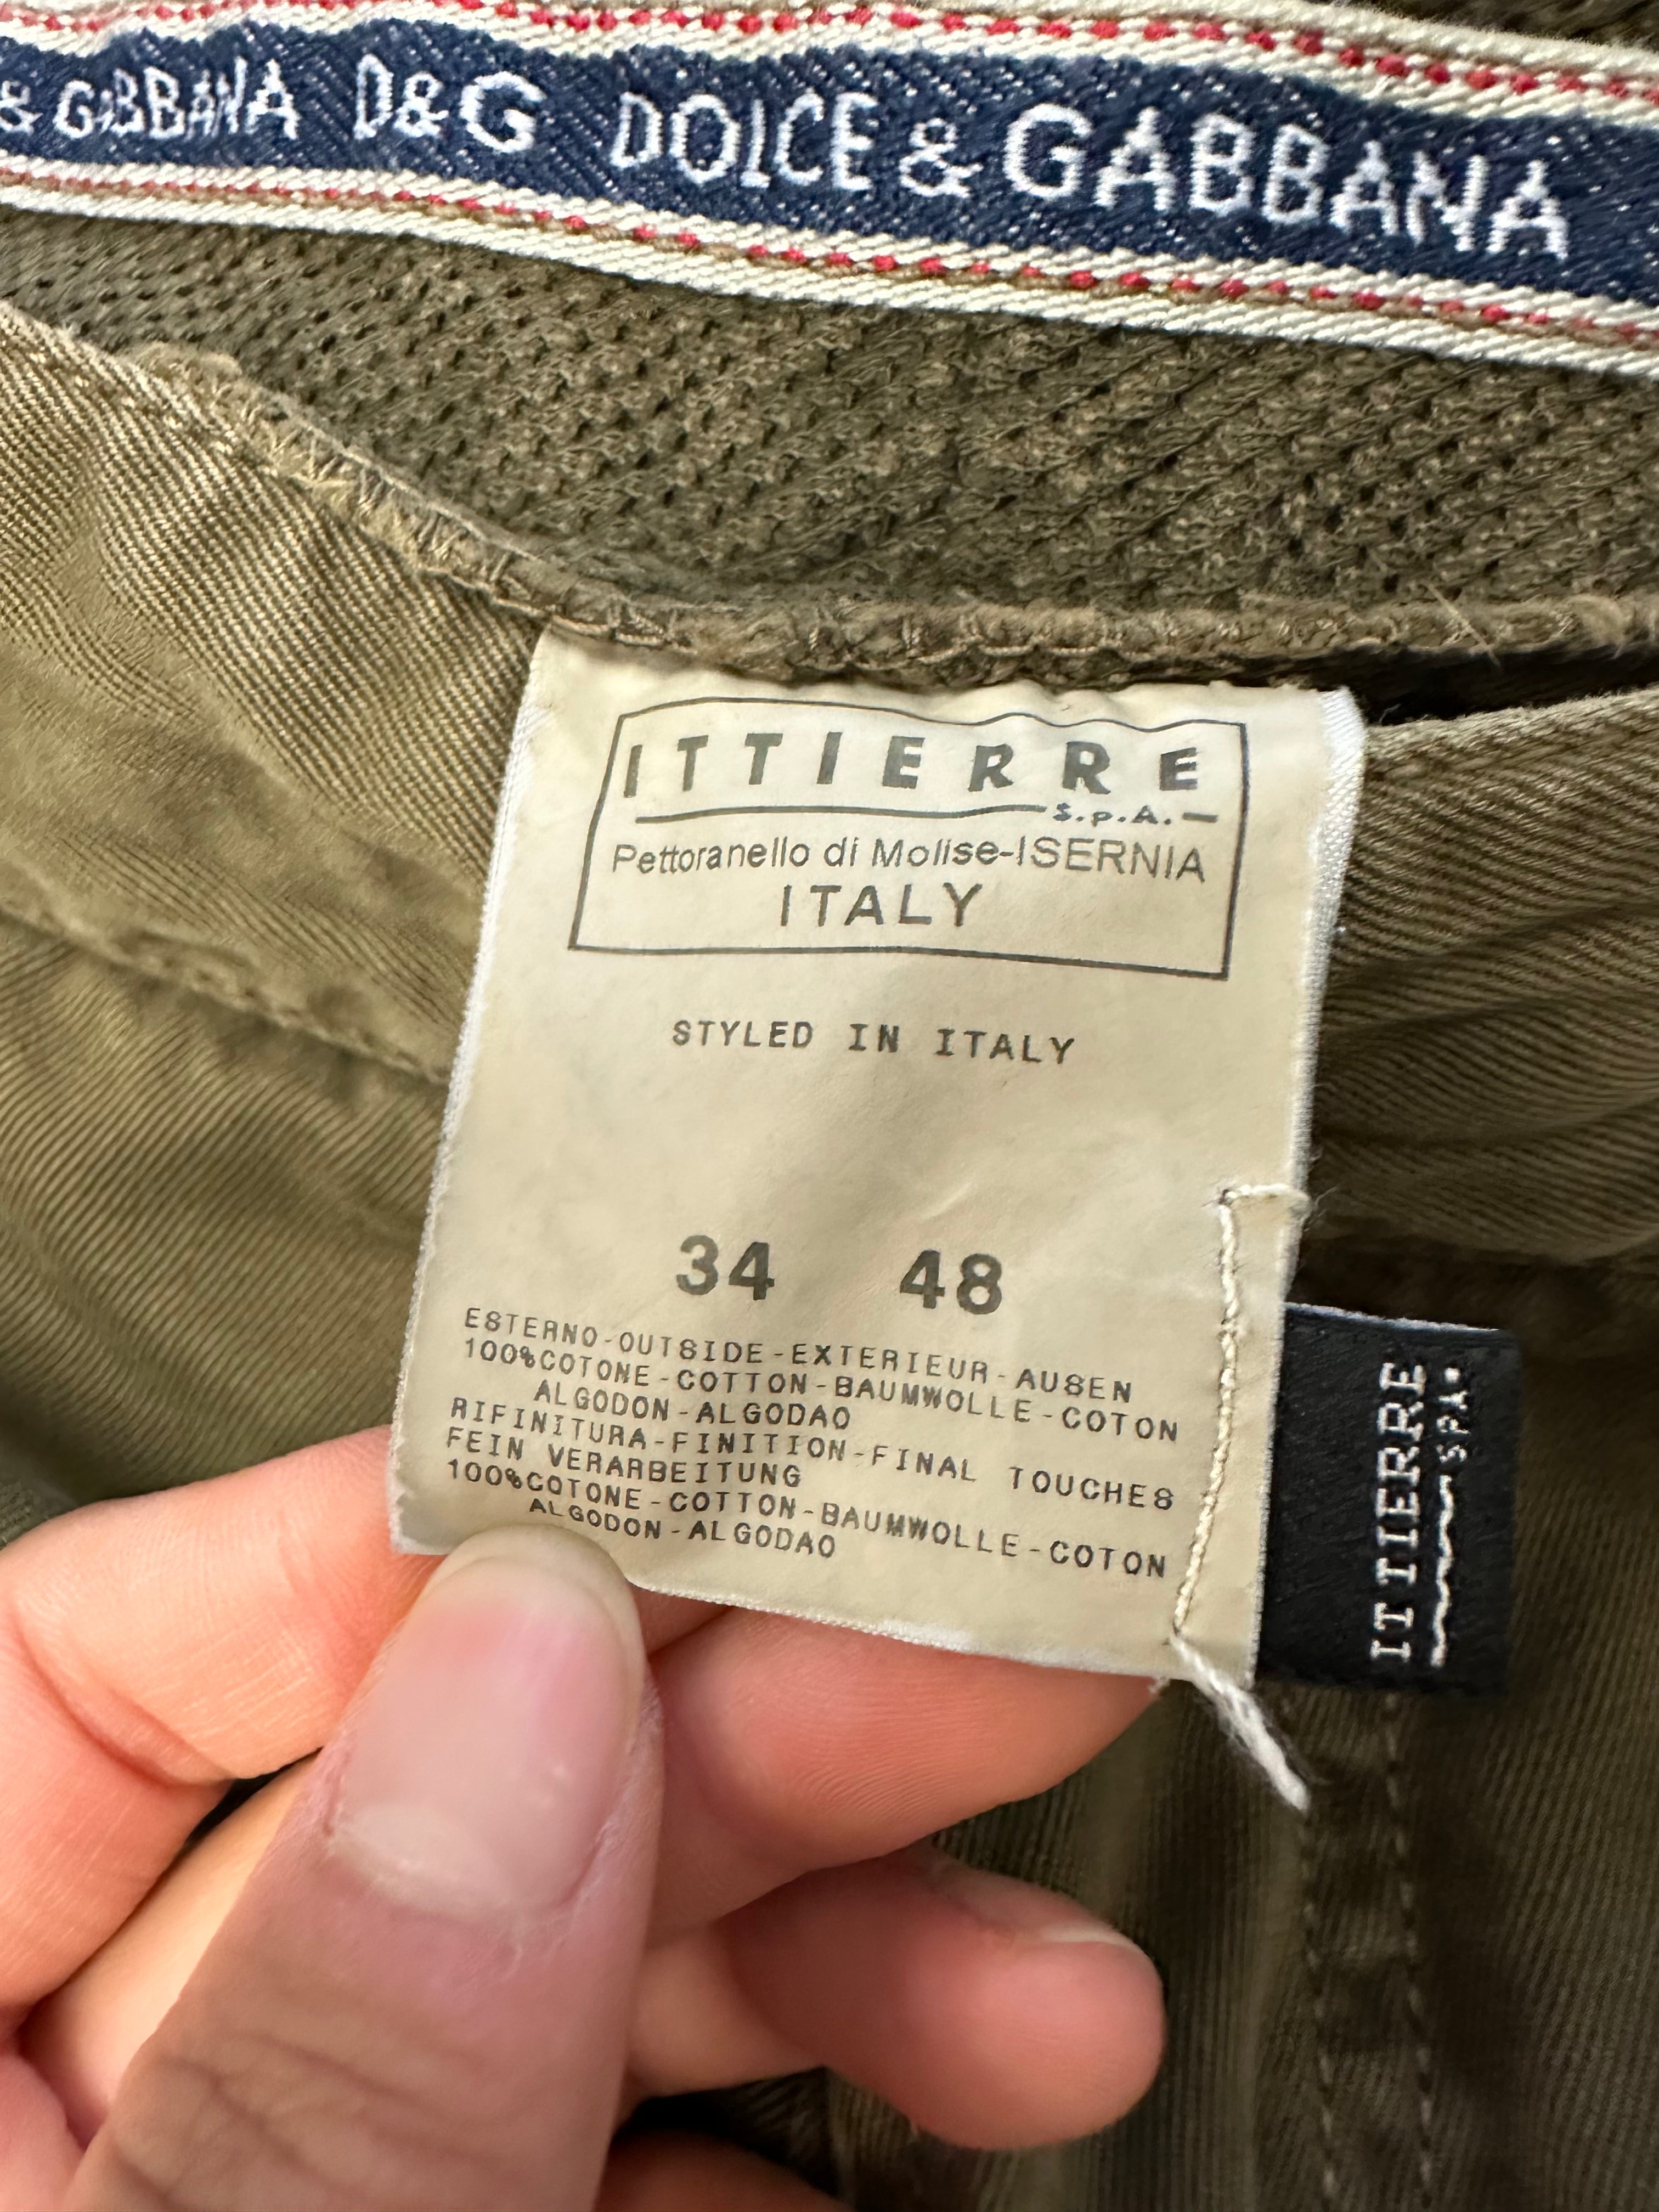 & GABBANA D&G DOLCE & GABBANA
ITTIERRE
S.p.A.
Pettoranello di Molise-ISERNIA
ITALY
STYLED IN ITALY
34 48
ESTERNO-OUTSIDE-EXTERIEUR-AUSEN
100%COTONE-COTTON-BAUMWOLLE-COTON
ALGODON-ALGODAO
RIFINITURA-FINITION-FINAL TOUCHES
FEIN VERARBEITUNG
100%COTONE-COTTON-BAUMWOLLE-COTON
ALGODON-ALGODAO
ITTIERRE
SPA.